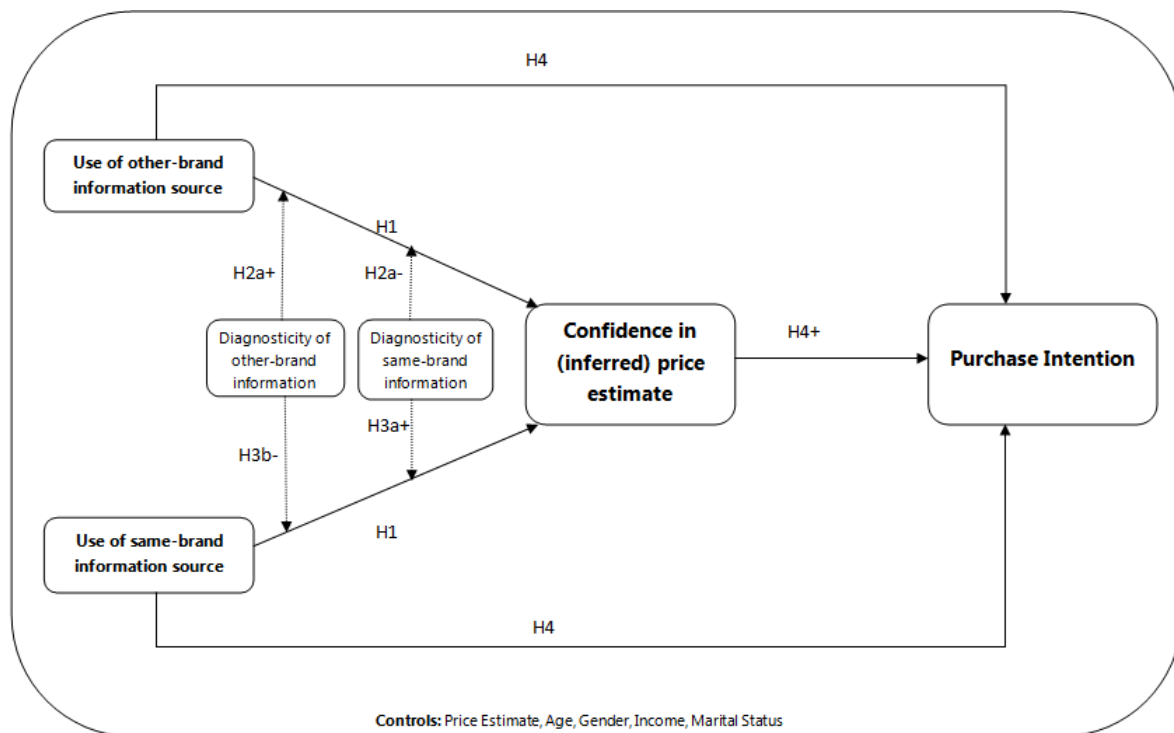 H4
Use of other-brand
information source
H1
H2a+
H2a-
Diagnosticity of
other-brand
information
Diagnosticity of
same-brand
information
Confidence in
(inferred) price
estimate
H4+
Purchase Intention
H3a+
H3b-
H1
Use of same-brand
information source
H4
Controls: Price Estimate, Age, Gender, Income, Marital Status